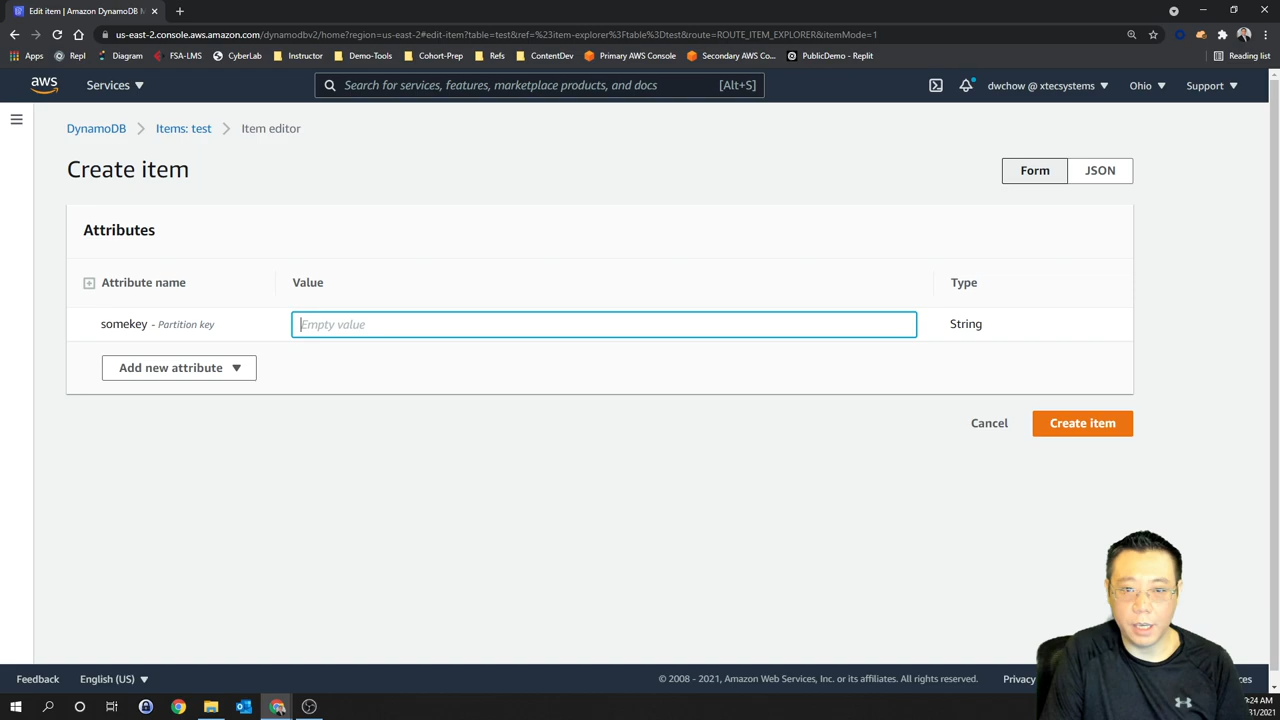 Edit item | Amazon DynamoDB M
us-east-2.console.aws.amazon.com/dynamodbv2/home?region=us-east-2#edit-item?table=test&ref=%23item-explorer%3Ftable%3Dtest&route=ROUTE_ITEM_EXPLORER&itemMode=1
Apps Repl Diagram FSA-LMS CyberLab Instructor Demo-Tools Cohort-Prep Refs ContentDev Primary AWS Console Secondary AWS Co... PublicDemo - Replit Reading list
aws Services Search for services, features, marketplace products, and docs [Alt+S] dwchow @ xtecsystems Ohio Support
DynamoDB Items: test Item editor
Create item Form JSON
Attributes
Attribute name Value Type
somekey - Partition key Empty value String
Add new attribute
Cancel Create item
Feedback English (US) © 2008 - 2021, Amazon Web Services, Inc. or its affiliates. All rights reserved. Privacy